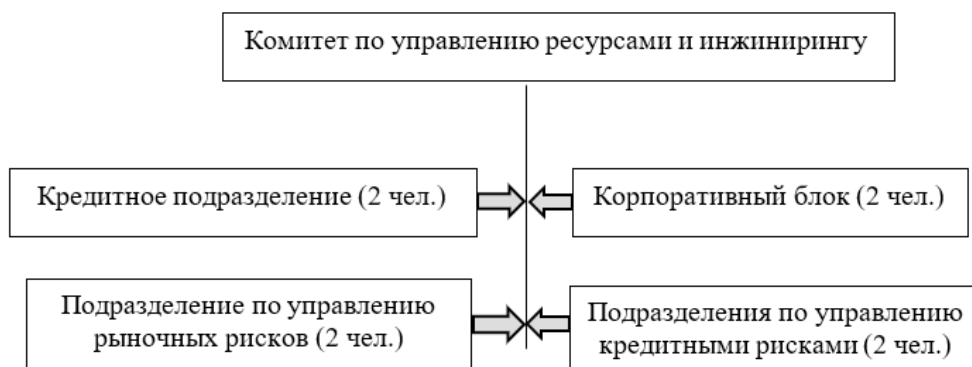 Комитет по управлению ресурсами и инжинирингу
Кредитное подразделение (2 чел.)
Корпоративный блок (2 чел.)
Подразделение по управлению
рыночных рисков (2 чел.)
Подразделения по управлению
кредитными рисками (2 чел.)